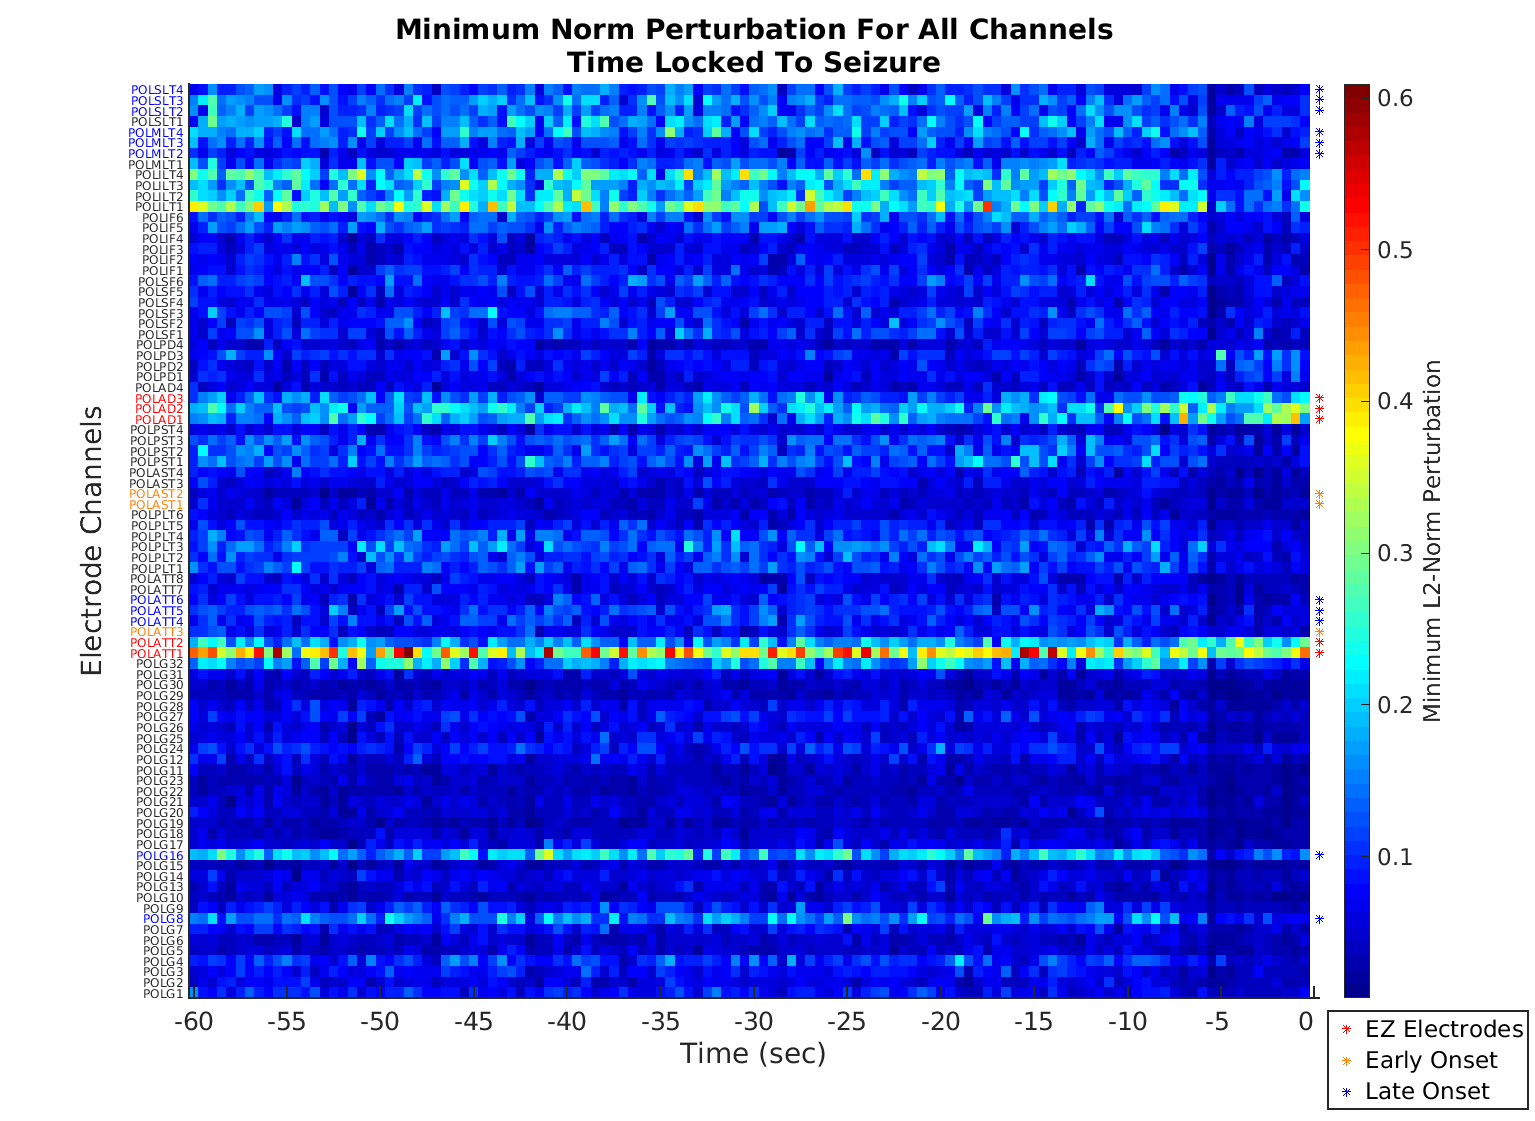 Minimum Norm Perturbation For All Channels
Time Locked To Seizure
Electrode Channels
POLSLT4
POLSLT3
POLSLT2
POLSLT1
POLMLT4
POLMLT3
POLMLT2
POLMLT1
POLILT4
POLILT3
POLILT2
POLILT1
POLIF6
POLIF5
POLIF4
POLIF3
POLIF2
POLIF1
POLSF6
POLSF5
POLSF4
POLSF3
POLSF2
POLSF1
POLPD4
POLPD3
POLPD2
POLPD1
POLAD4
POLAD3
POLAD2
POLAD1
POLPST4
POLPST3
POLPST2
POLPST1
POLAST4
POLAST3
POLAST2
POLAST1
POLPLT6
POLPLT5
POLPLT4
POLPLT3
POLPLT2
POLPLT1
POLATT8
POLATT7
POLATT6
POLATT5
POLATT4
POLATT3
POLATT2
POLATT1
POLG32
POLG31
POLG30
POLG29
POLG28
POLG27
POLG26
POLG25
POLG24
POLG12
POLG11
POLG23
POLG22
POLG21
POLG20
POLG19
POLG18
POLG17
POLG16
POLG15
POLG14
POLG13
POLG10
POLG9
POLG8
POLG7
POLG6
POLG5
POLG4
POLG3
POLG2
POLG1
-60 -55 -50 -45 -40 -35 -30 -25 -20 -15 -10 -5 0
Time (sec)
0.6
0.5
0.4
0.3
0.2
0.1
Minimum L2-Norm Perturbation
EZ Electrodes
Early Onset
Late Onset